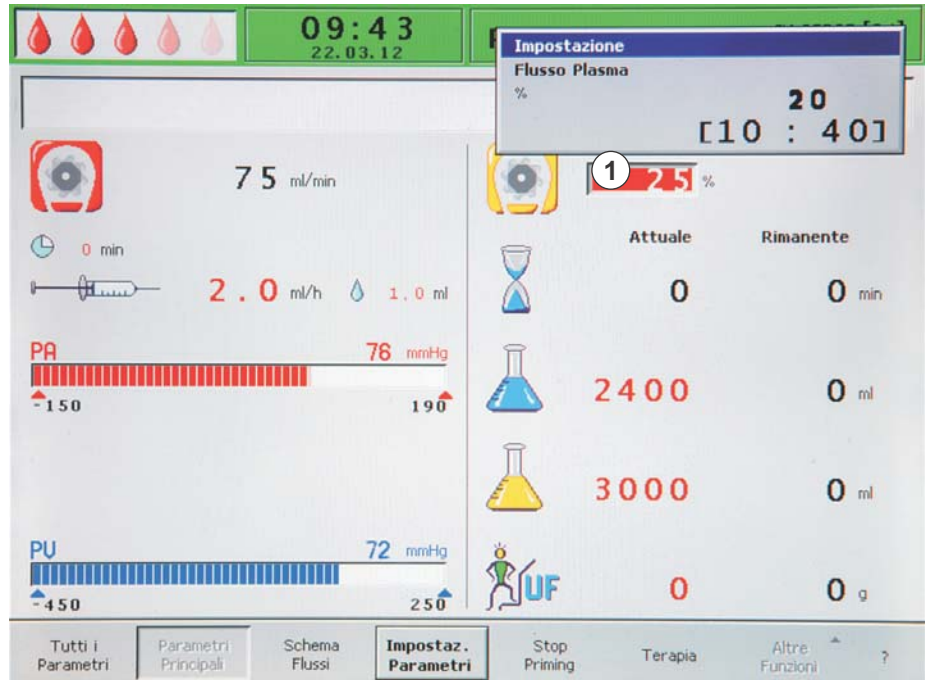 09:43
22.03.12
Impostazione
Flusso Plasma
% 20
[10 : 40]
75 ml/min
1 25 %
0 min
Attuale Rimanente
2.0 ml/h 1.0 ml
0 0 min
PA 76 mmHg
-150 190
2400 0 ml
3000 0 ml
PV 72 mmHg
-450 250
UF 0 0 g
Tutti i Parametri
Parametri Principali
Schema Flussi
Impostaz. Parametri
Stop Priming
Terapia
Altre Funzioni
?